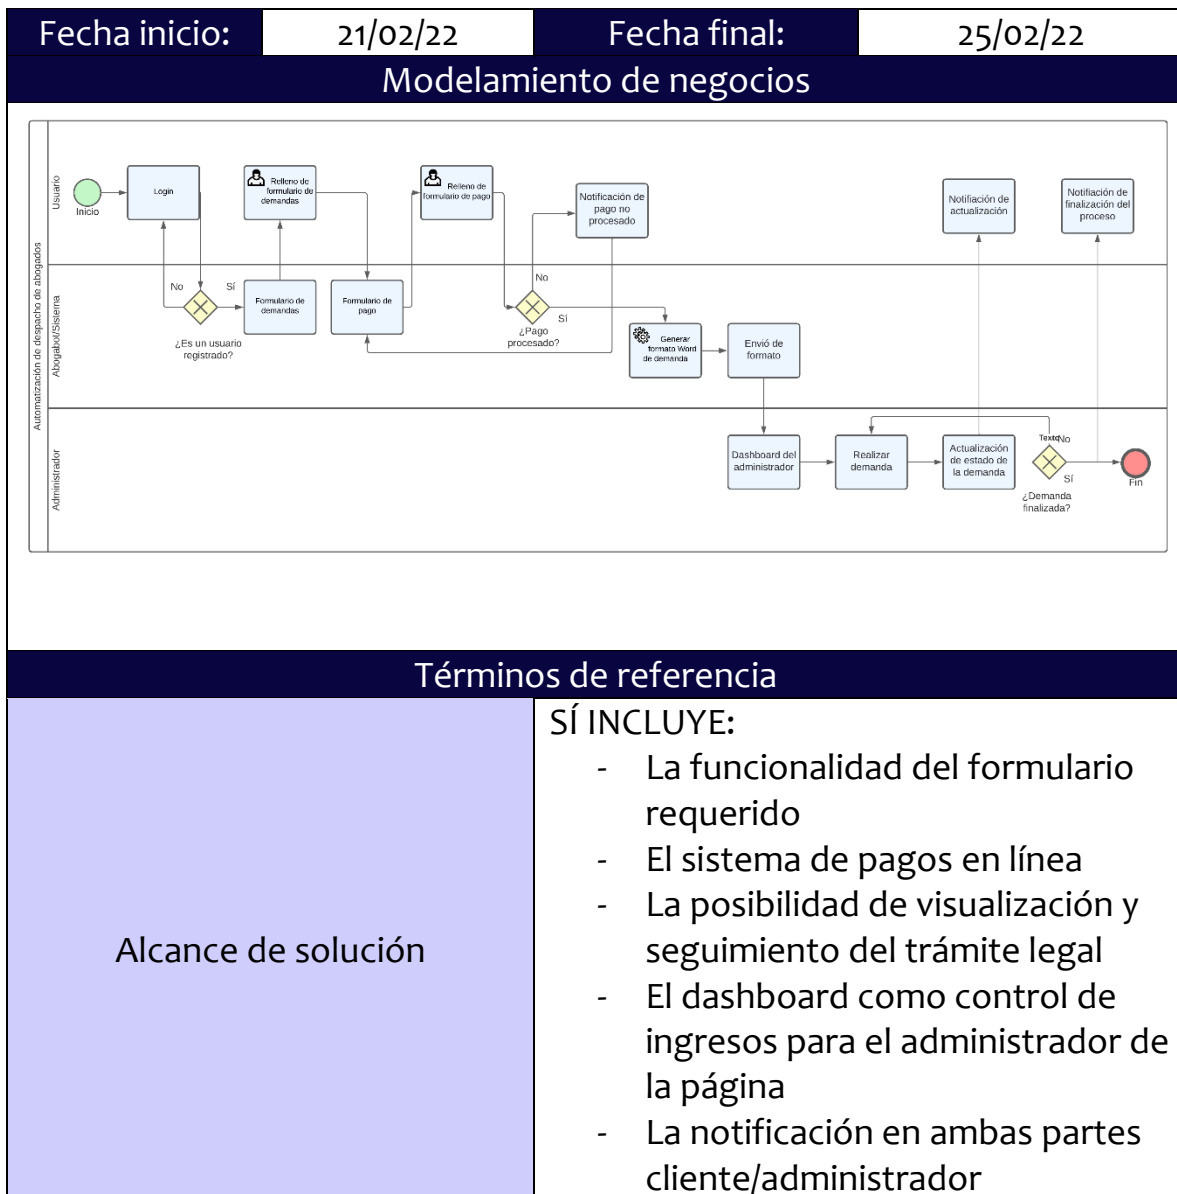 Fecha inicio: 21/02/22 Fecha final: 25/02/22
Modelamiento de negocios
Automatización de despacho de abogados
Usuario
Inicio
Login
Relleno de
formulario de
demandas
Relleno de
formulario de pago
Notificación de
pago no
procesado
Notifiación de
actualización
Notifiación de
finalización del
proceso
Abogabot/Sistema
No
Sí
¿Es un usuario
registrado?
Formulario de
demandas
Formulario de
pago
No
Sí
¿Pago
procesado?
Generar
formato Word
de demanda
Envió de
formato
Administrador
Dashboard del
administrador
Realizar
demanda
Actualización
de estado de
la demanda
Texto
No
Sí
¿Demanda
finalizada?
Fin
Términos de referencia
Alcance de solución
SÍ INCLUYE:
- La funcionalidad del formulario
requerido
- El sistema de pagos en línea
- La posibilidad de visualización y
seguimiento del trámite legal
- El dashboard como control de
ingresos para el administrador de
la página
- La notificación en ambas partes
cliente/administrador